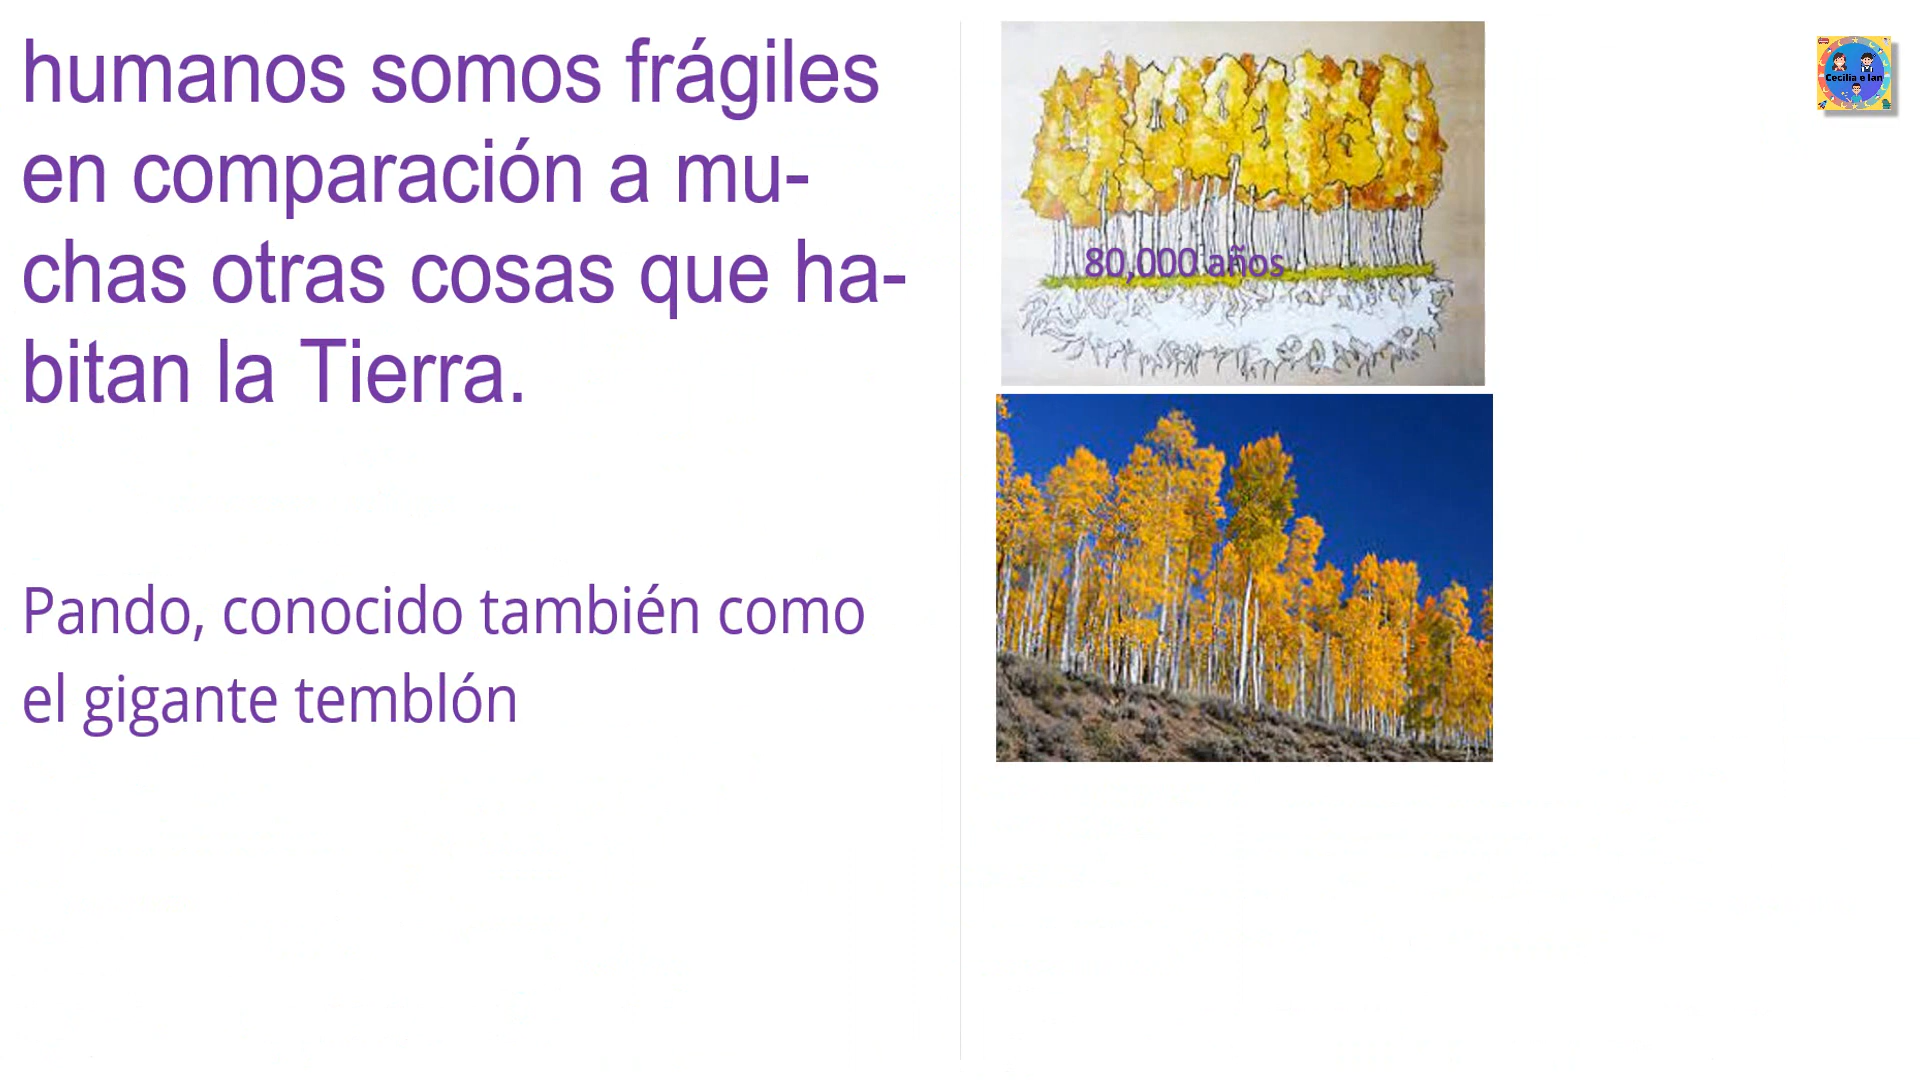 humanos somos frágiles
en comparación a mu-
chas otras cosas que ha-
bitan la Tierra.
Pando, conocido también como
el gigante temblón
80,000 años
Cecilia e Ian